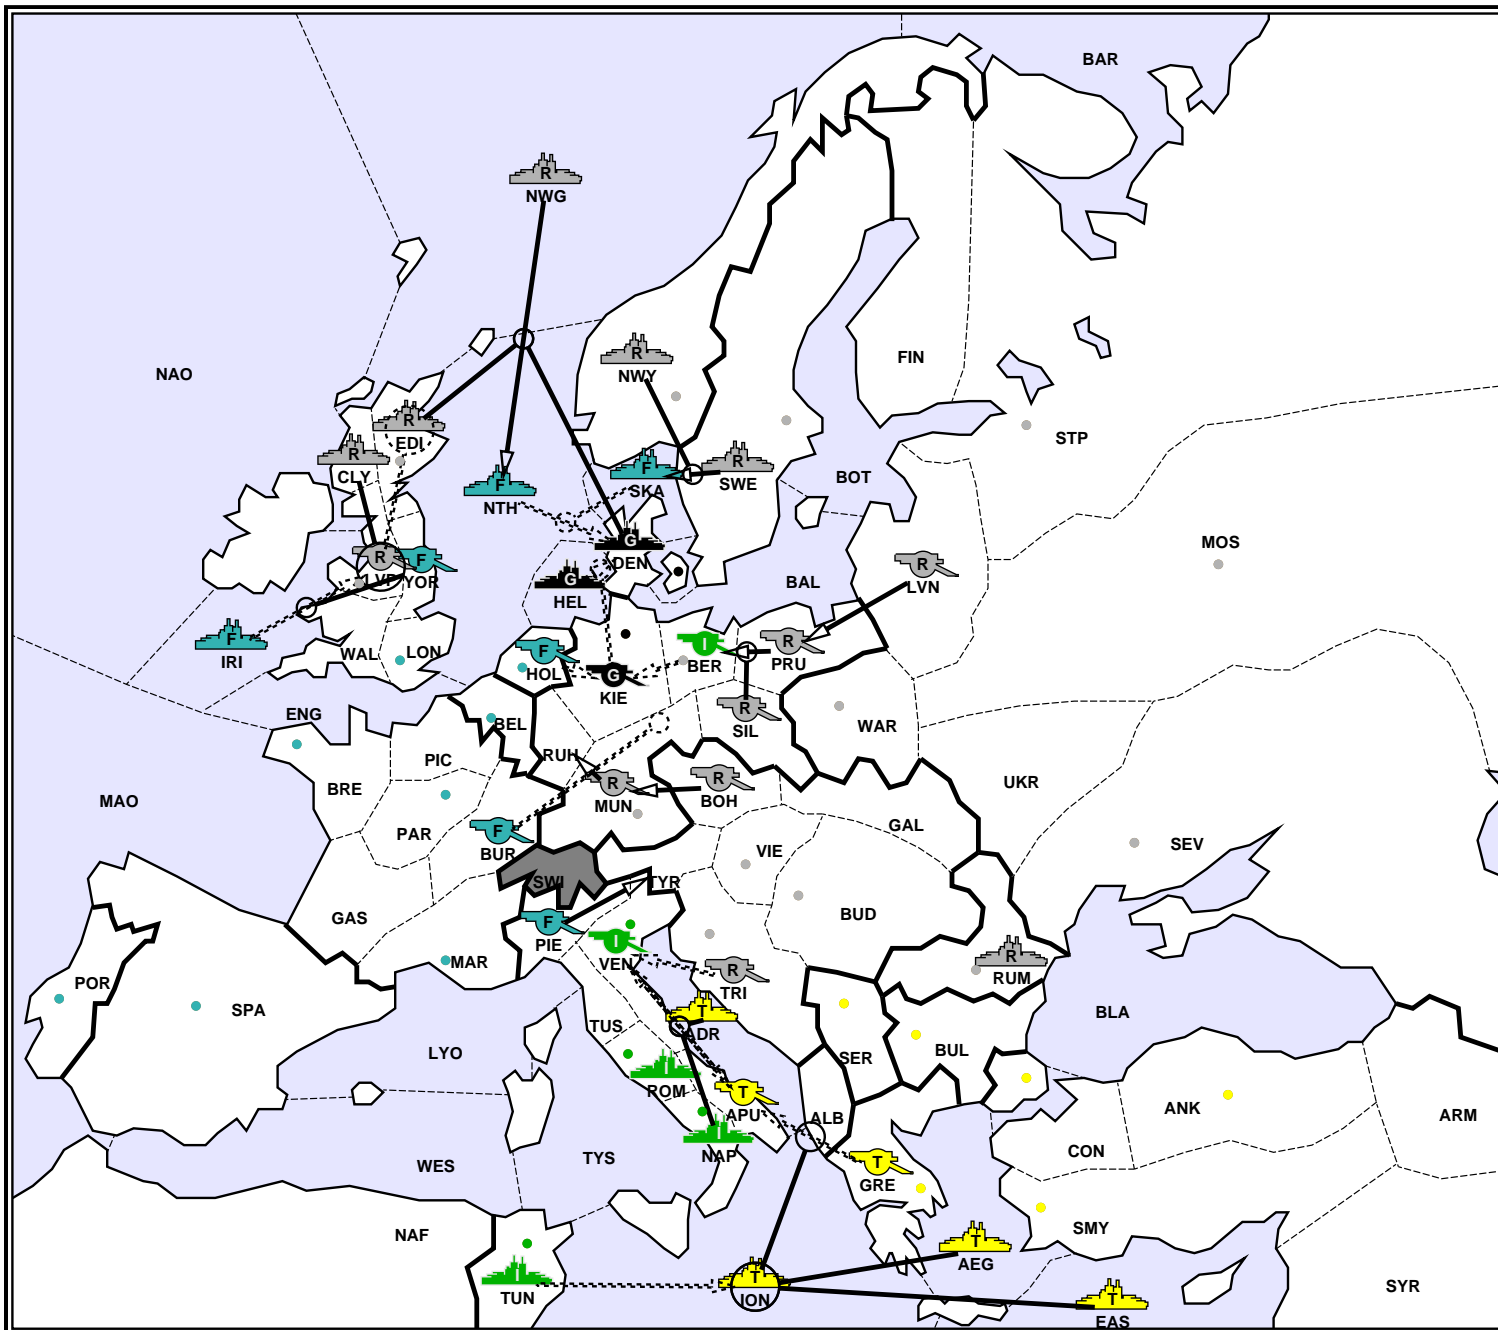 BAR
R
NWG
R
NWY
FIN
NAO
R
EDI
STP
R
CLY
F
SKA
R
SWE
BOT
F
NTH
G
DEN
MOS
R
LVP
F
YOR
R
LVN
G
HEL
BAL
F
IRI
WAL
LON
F
HOL
G
KIE
I
BER
R
PRU
ENG
BEL
R
SIL
WAR
PIC
RUH
BRE
R
MUN
R
BOH
UKR
MAO
PAR
F
BUR
GAL
VIE
SEV
SWI
TYR
GAS
BUD
F
PIE
I
VEN
MAR
R
TRI
R
RUM
POR
SPA
T
ADR
BLA
TUS
LYO
SER
BUL
I
ROM
T
APU
ALB
ANK
ARM
I
NAP
CON
WES
TYS
T
GRE
NAF
SMY
T
AEG
I
TUN
T
ION
SYR
T
EAS